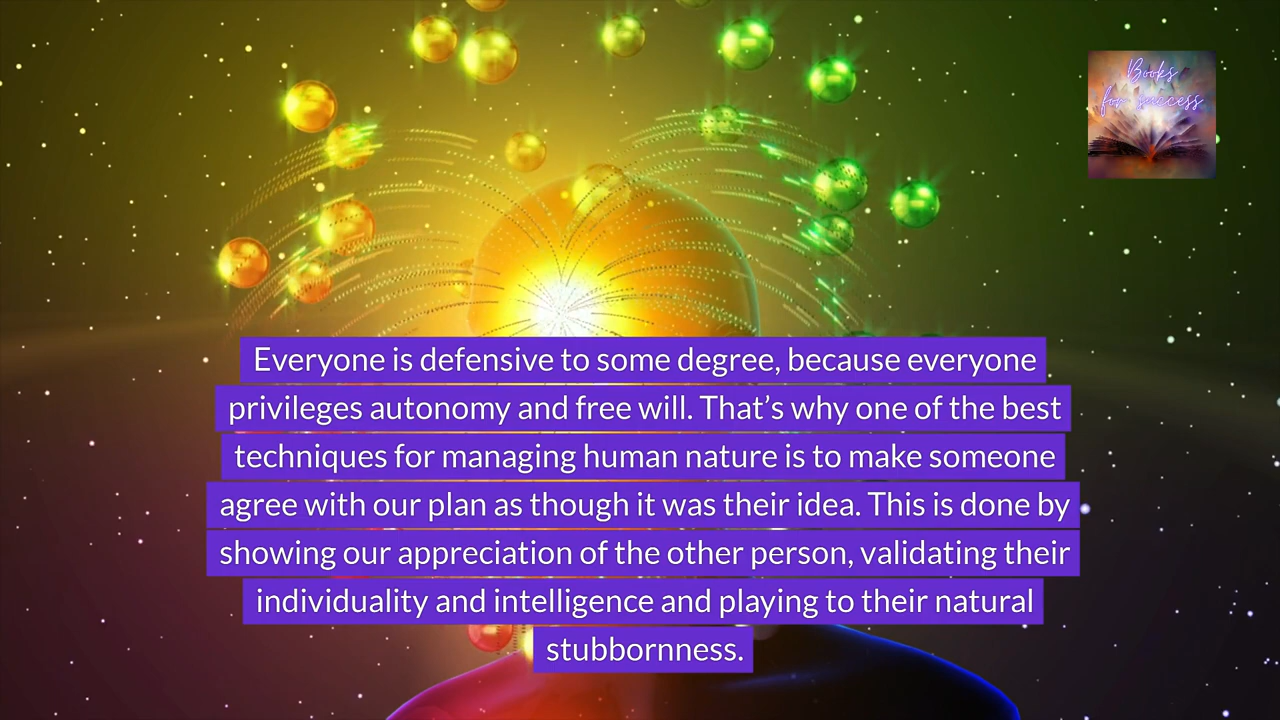 Books
for success
Everyone is defensive to some degree, because everyone
privileges autonomy and free will. That’s why one of the best
techniques for managing human nature is to make someone
agree with our plan as though it was their idea. This is done by
showing our appreciation of the other person, validating their
individuality and intelligence and playing to their natural
stubbornness.